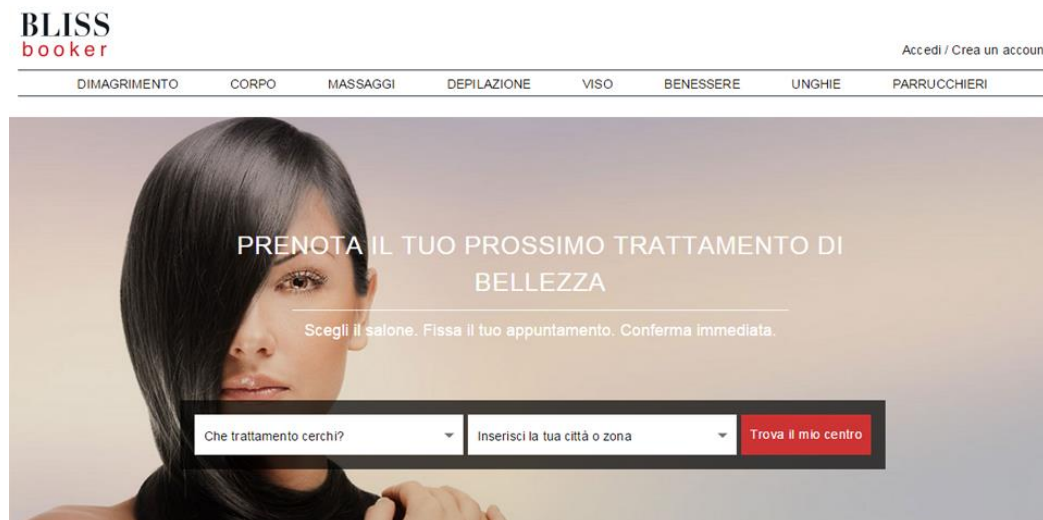 BLISS
booker
Accedi / Crea un accoun
DIMAGRIMENTO CORPO MASSAGGI DEPILAZIONE VISO BENESSERE UNGHIE PARRUCCHIERI
PRENOTA IL TUO PROSSIMO TRATTAMENTO DI
BELLEZZA
Scegli il salone. Fissa il tuo appuntamento. Conferma immediata.
Che trattamento cerchi? Inserisci la tua città o zona Trova il mio centro